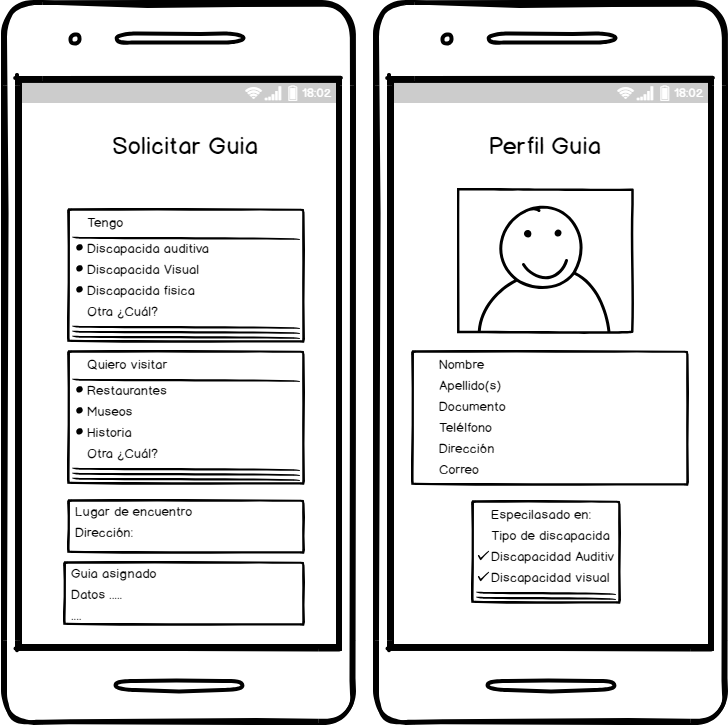 18:02
Solicitar Guia
Tengo
Discapacida auditiva
Discapacida Visual
Discapacida fisica
Otra ¿Cuál?
Quiero visitar
Restaurantes
Museos
Historia
Otra ¿Cuál?
Lugar de encuentro
Dirección:
Guia asignado
Datos .....
....
18:02
Perfil Guia
Nombre
Apellido(s)
Documento
Telélfono
Dirección
Correo
Especilasado en:
Tipo de discapacida
Discapacidad Auditiv
Discapacidad visual